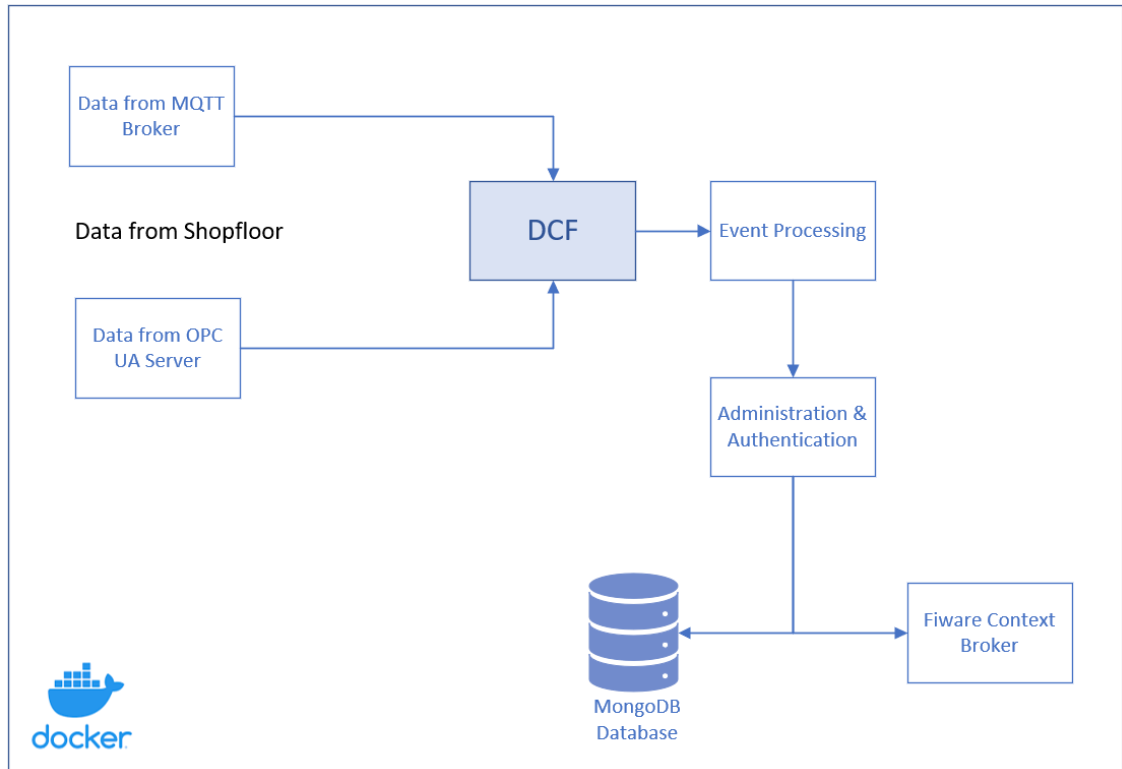 Data from MQTT
Broker
Data from Shopfloor
DCF
Event Processing
Data from OPC
UA Server
Administration &
Authentication
Fiware Context
Broker
MongoDB
Database
docker